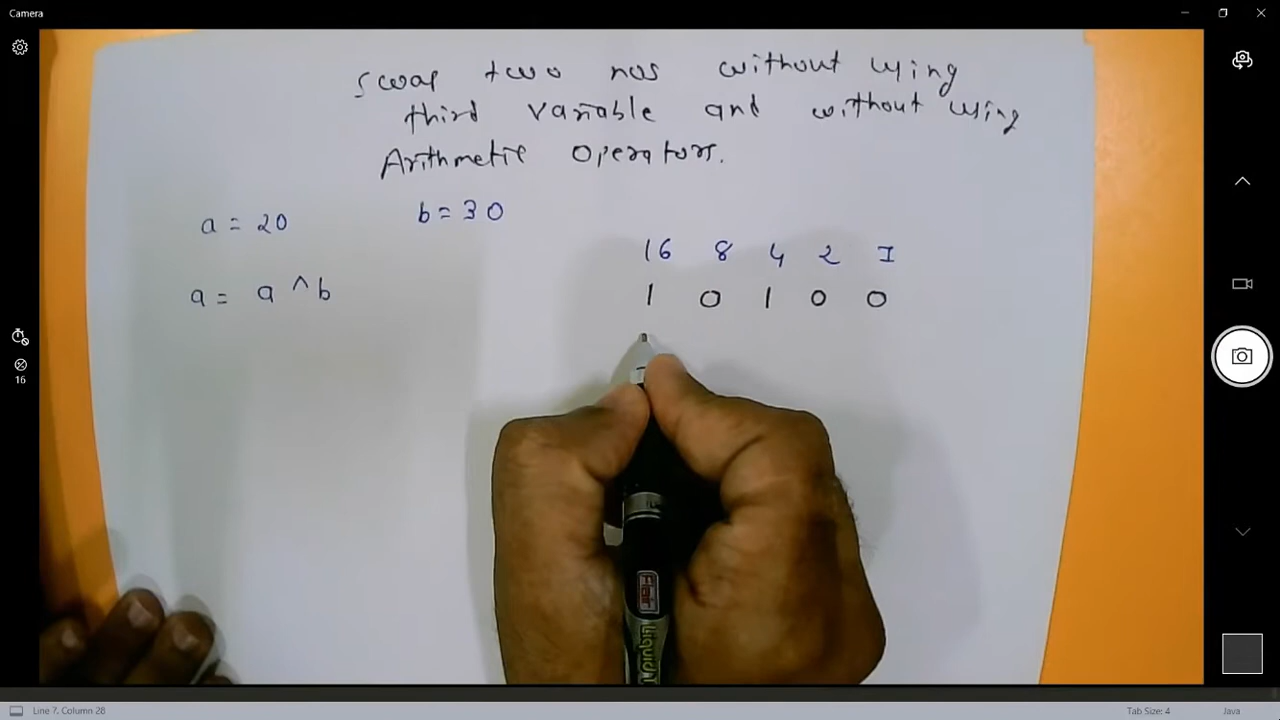 Camera
swap two nos without using
third variable and without using
Arithmetic Operators.
a = 20 b = 30
16 8 4 2 1
a = a ^ b
1 0 1 0 0
16
Line 7, Column 28
Tab Size: 4
Java